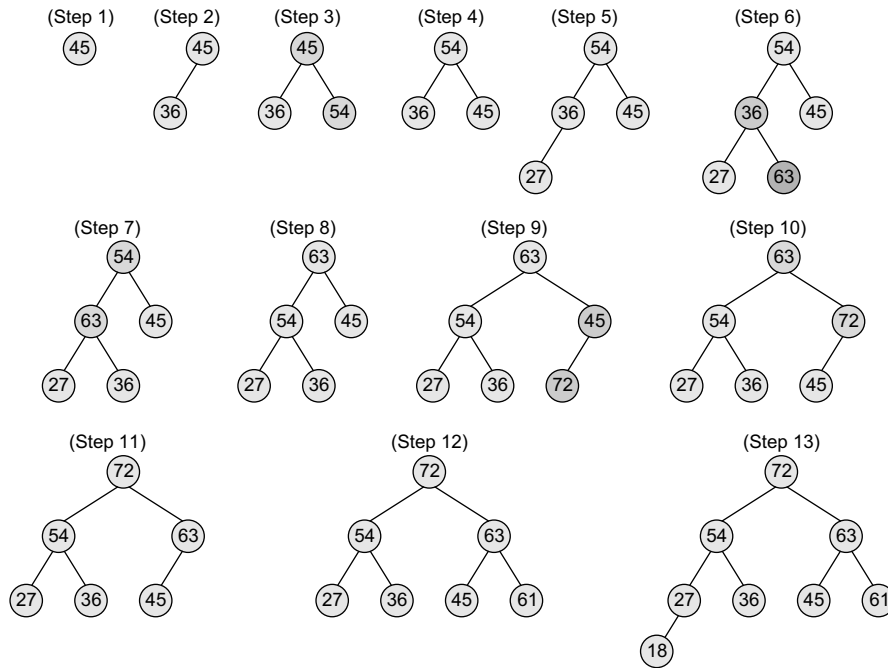 (Step 1) (Step 2) (Step 3) (Step 4) (Step 5) (Step 6)
45 45 45 54 54 54
36 36 54 36 45 36 45 36 45
27 27 63
(Step 7) (Step 8) (Step 9) (Step 10)
54 63 63 63
63 45 54 45 54 45 54 72
27 36 27 36 27 36 72 27 36 45
(Step 11) (Step 12) (Step 13)
72 72 72
54 63 54 63 54 63
27 36 45 27 36 45 61 27 36 45 61
18